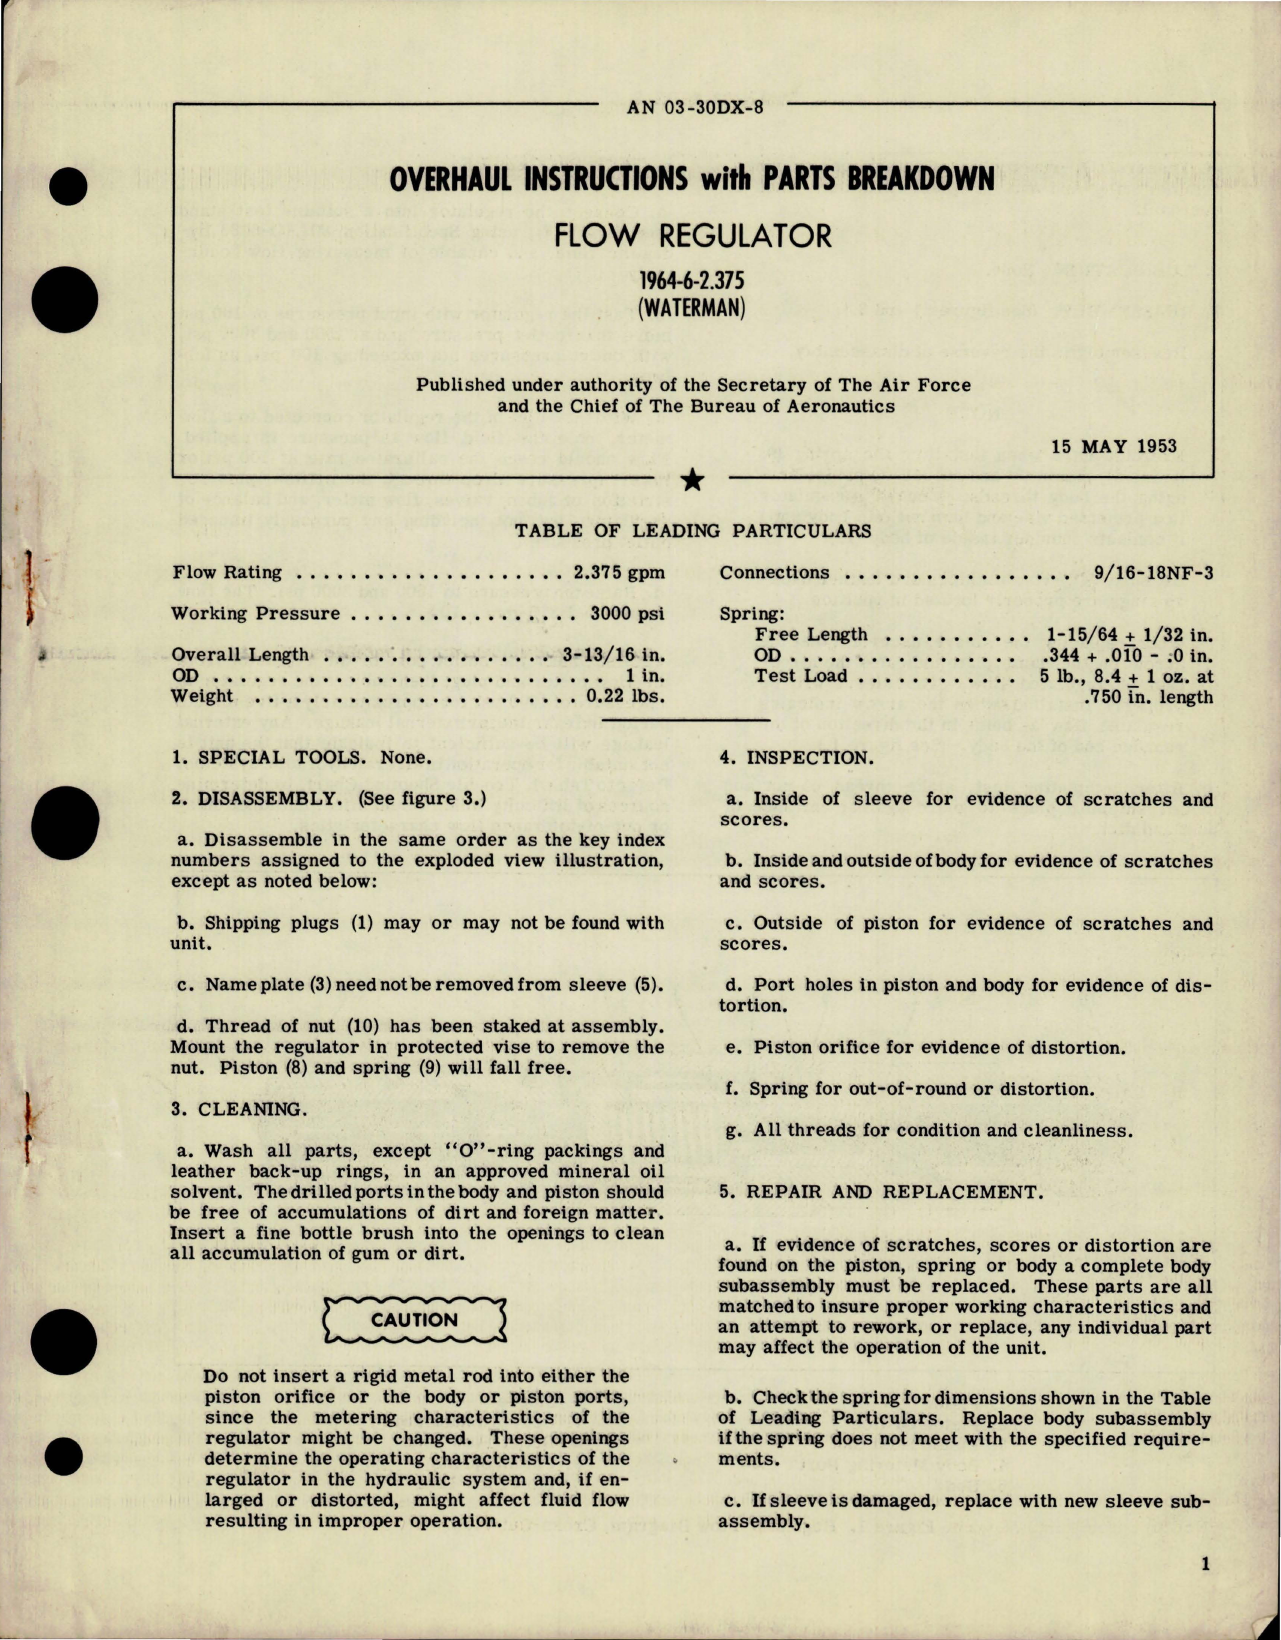 AN 03-30DX-8
OVERHAUL INSTRUCTIONS with PARTS BREAKDOWN
FLOW REGULATOR
1964-6-2.375
(WATERMAN)
Published under authority of the Secretary of The Air Force
and the Chief of The Bureau of Aeronautics
15 MAY 1953
TABLE OF LEADING PARTICULARS
Flow Rating . . . . . . . . . . . . . . . . . . . . 2.375 gpm
Working Pressure . . . . . . . . . . . . . . . . . 3000 psi
Overall Length . . . . . . . . . . . . . . . . . 3-13/16 in.
OD . . . . . . . . . . . . . . . . . . . . . . . . . . . . . 1 in.
Weight . . . . . . . . . . . . . . . . . . . . . . . . 0.22 lbs.
Connections . . . . . . . . . . . . . . . . . 9/16-18NF-3
Spring:
Free Length . . . . . . . . . . . 1-15/64 ± 1/32 in.
OD . . . . . . . . . . . . . . . . . .344 + .010 - .0 in.
Test Load . . . . . . . . . . . . 5 lb., 8.4 ± 1 oz. at
.750 in. length
1. SPECIAL TOOLS. None.
2. DISASSEMBLY. (See figure 3.)
a. Disassemble in the same order as the key index
numbers assigned to the exploded view illustration,
except as noted below:
b. Shipping plugs (1) may or may not be found with
unit.
c. Name plate (3) need not be removed from sleeve (5).
d. Thread of nut (10) has been staked at assembly.
Mount the regulator in protected vise to remove the
nut. Piston (8) and spring (9) will fall free.
3. CLEANING.
a. Wash all parts, except "O"-ring packings and
leather back-up rings, in an approved mineral oil
solvent. The drilled ports in the body and piston should
be free of accumulations of dirt and foreign matter.
Insert a fine bottle brush into the openings to clean
all accumulation of gum or dirt.
CAUTION
Do not insert a rigid metal rod into either the
piston orifice or the body or piston ports,
since the metering characteristics of the
regulator might be changed. These openings
determine the operating characteristics of the
regulator in the hydraulic system and, if en-
larged or distorted, might affect fluid flow
resulting in improper operation.
4. INSPECTION.
a. Inside of sleeve for evidence of scratches and
scores.
b. Inside and outside of body for evidence of scratches
and scores.
c. Outside of piston for evidence of scratches and
scores.
d. Port holes in piston and body for evidence of dis-
tortion.
e. Piston orifice for evidence of distortion.
f. Spring for out-of-round or distortion.
g. All threads for condition and cleanliness.
5. REPAIR AND REPLACEMENT.
a. If evidence of scratches, scores or distortion are
found on the piston, spring or body a complete body
subassembly must be replaced. These parts are all
matched to insure proper working characteristics and
an attempt to rework, or replace, any individual part
may affect the operation of the unit.
b. Check the spring for dimensions shown in the Table
of Leading Particulars. Replace body subassembly
if the spring does not meet with the specified require-
ments.
c. If sleeve is damaged, replace with new sleeve sub-
assembly.
1